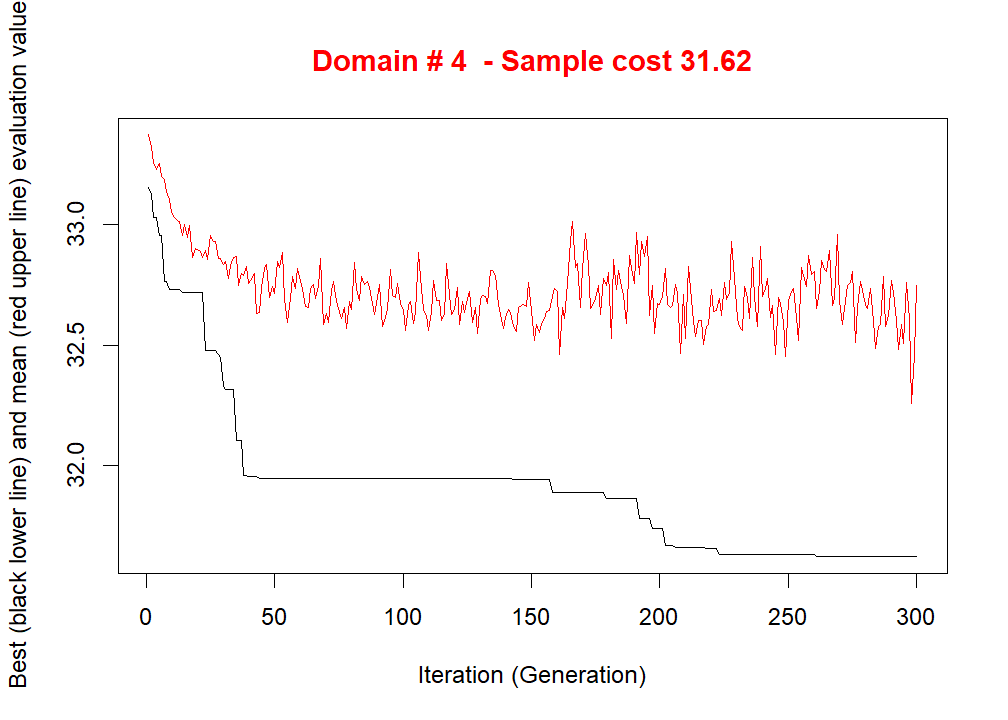 Domain # 4  - Sample cost 31.62
Best (black lower line) and mean (red upper line) evaluation value
33.0
32.5
32.0
0 50 100 150 200 250 300
Iteration (Generation)